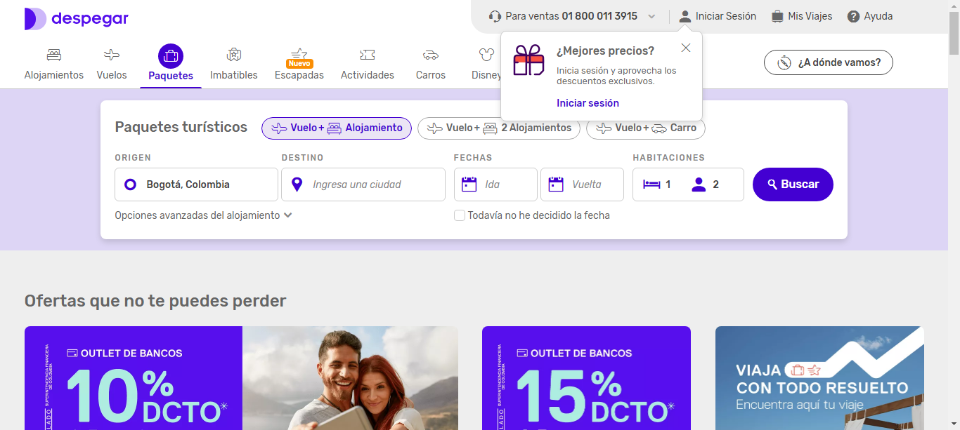 despegar
Para ventas 01 800 011 3915
Iniciar Sesión
Mis Viajes
Ayuda
Alojamientos
Vuelos
Paquetes
Imbatibles
Nuevo
Escapadas
Actividades
Carros
Disney
¿A dónde vamos?
¿Mejores precios?
Inicia sesión y aprovecha los
descuentos exclusivos.
Iniciar sesión
Paquetes turísticos
Vuelo + Alojamiento
Vuelo + 2 Alojamientos
Vuelo + Carro
ORIGEN
DESTINO
FECHAS
HABITACIONES
Bogotá, Colombia
Ingresa una ciudad
Ida
Vuelta
1
2
Buscar
Opciones avanzadas del alojamiento
Todavía no he decidido la fecha
Ofertas que no te puedes perder
OUTLET DE BANCOS
10%
DCTO*
OUTLET DE BANCOS
15%
DCTO*
VIAJA
CON TODO RESUELTO
Encuentra aquí tu viaje